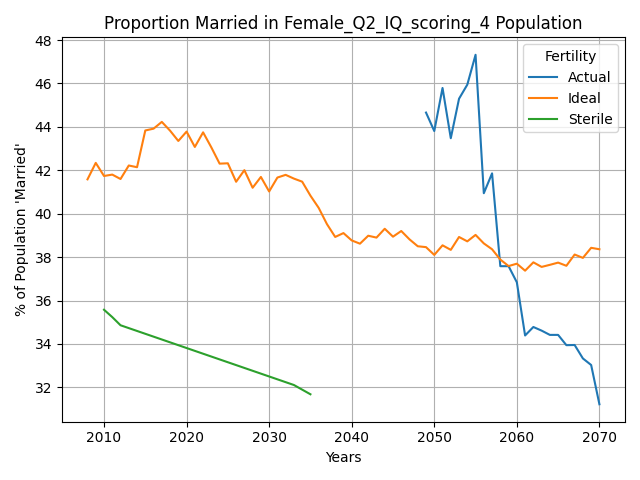 Proportion Married in Female_Q2_IQ_scoring_4 Population
% of Population 'Married'
48
46
44
42
40
38
36
34
32
Fertility
Actual
Ideal
Sterile
2010 2020 2030 2040 2050 2060 2070
Years